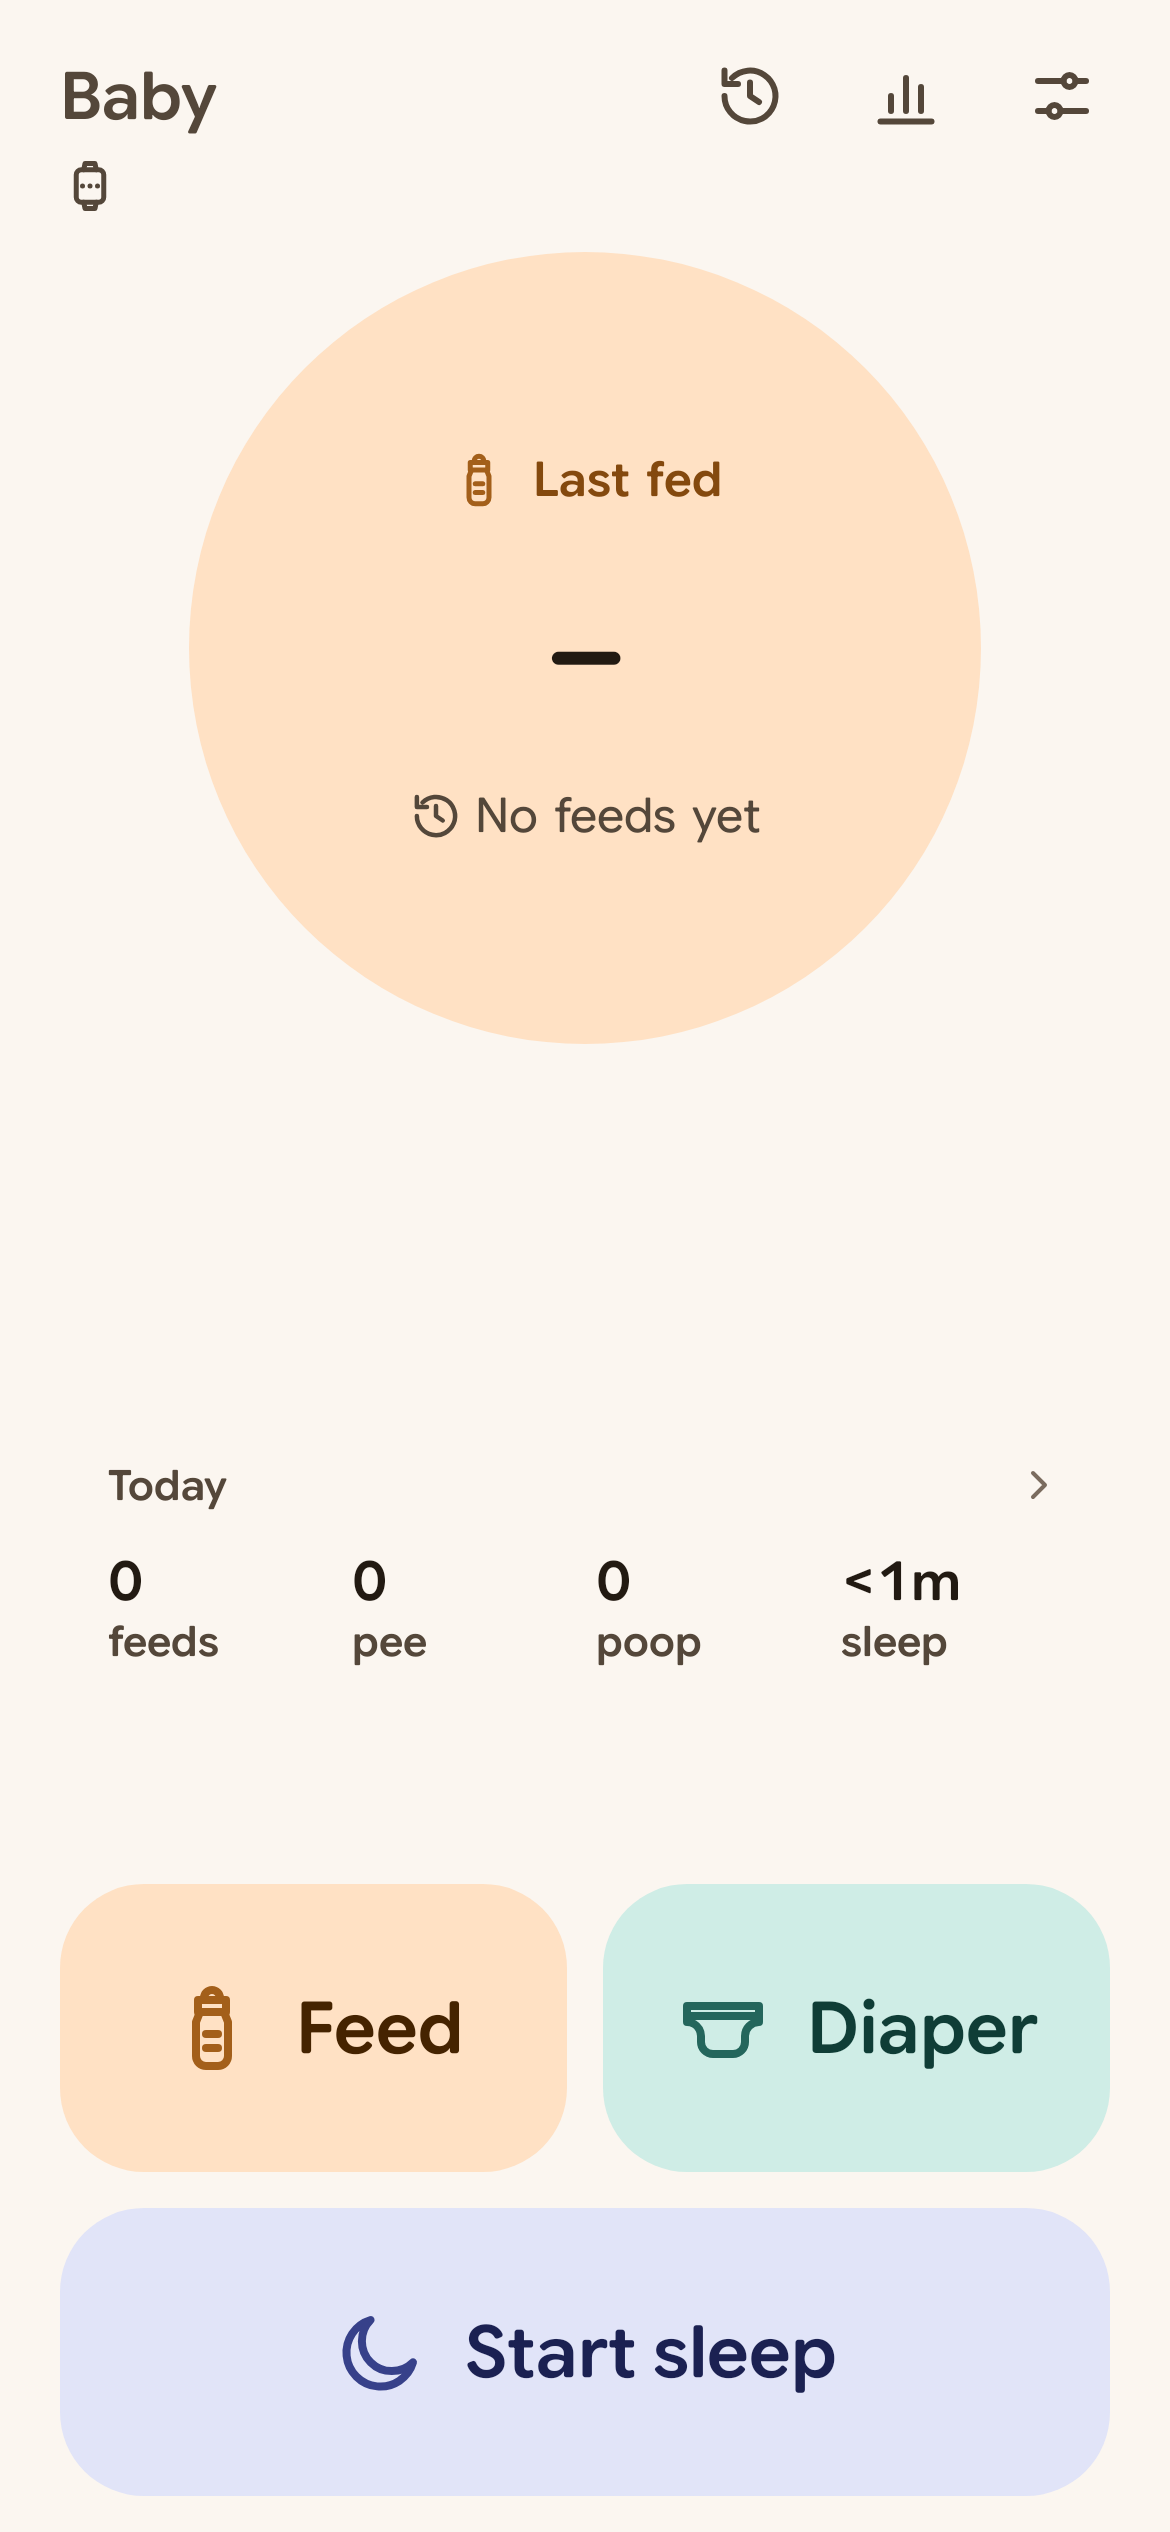 Baby
Last fed
–
No feeds yet
Today
0 0 0 <1m
feeds pee poop sleep
Feed Diaper
Start sleep